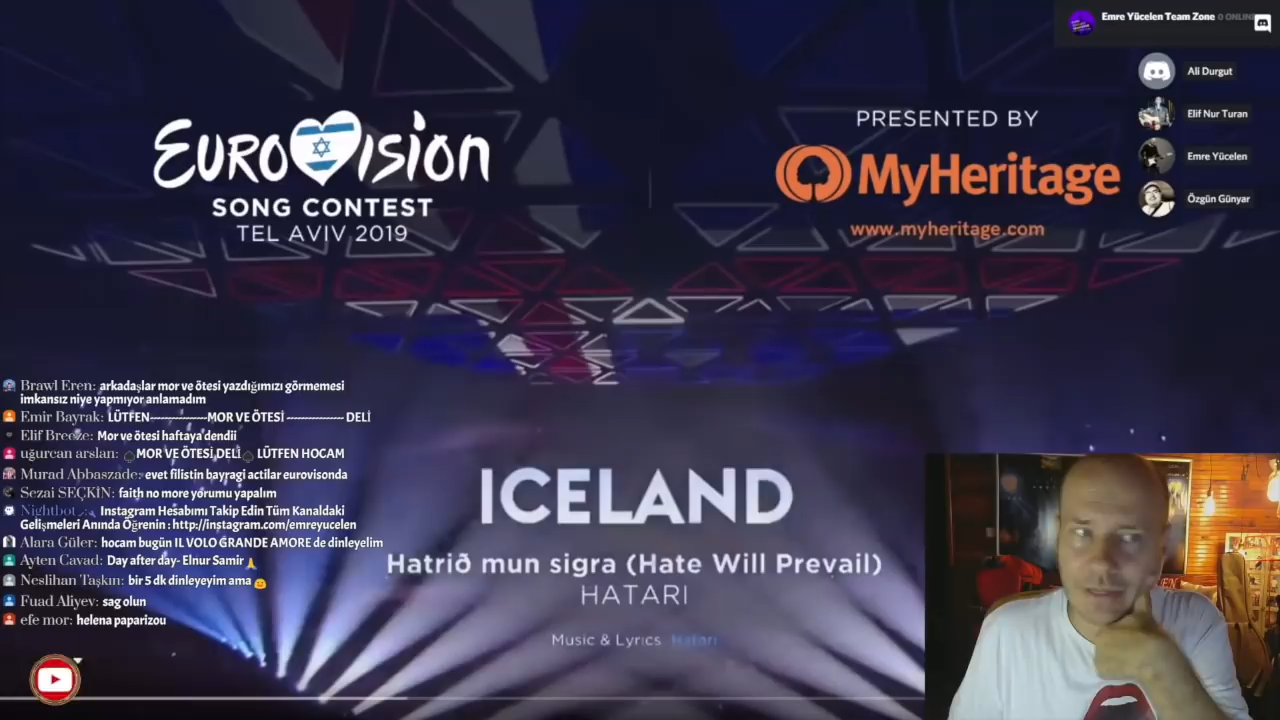 Emre Yücelen Team Zone 0 ONLINE
Ali Durgut
Elif Nur Turan
Emre Yücelen
Özgün Günyar
EUROVISION
SONG CONTEST
TEL AVIV 2019
PRESENTED BY
MyHeritage
www.myheritage.com
Brawl Eren: arkadaşlar mor ve ötesi yazdığımızı görmemesi
imkansız niye yapmıyor anlamadım
Emir Bayrak: LÜTFEN----------------MOR VE ÖTESİ ---------------- DELİ
Elif Breeze: Mor ve ötesi haftaya dendii
uğurcan arslan: MOR VE ÖTESİ DELİ LÜTFEN HOCAM
Murad Abbaszade: evet filistin bayragi actilar eurovisonda
Sezai SEÇKİN: faith no more yorumu yapalım
Nightbot: Instagram Hesabımı Takip Edin Tüm Kanaldaki
Gelişmeleri Anında Öğrenin : http://instagram.com/emreyucelen
Alara Güler: hocam bugün IL VOLO GRANDE AMORE de dinleyelim
Ayten Cavad: Day after day- Elnur Samir
Neslihan Taşkın: bir 5 dk dinleyeyim ama
Fuad Aliyev: sag olun
efe mor: helena paparizou
ICELAND
Hatrið mun sigra (Hate Will Prevail)
HATARI
Music & Lyrics Hatari